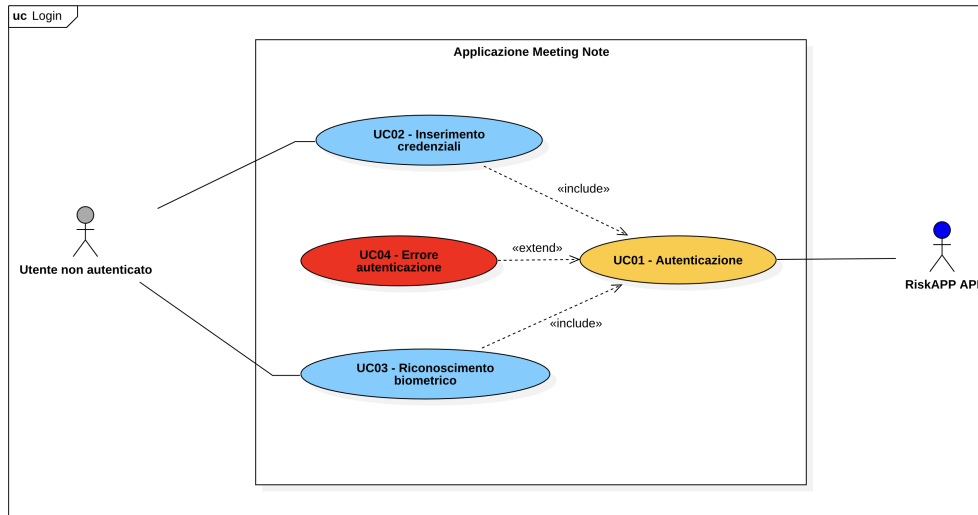 uc Login
Applicazione Meeting Note
UC02 - Inserimento
credenziali
«include»
Utente non autenticato
UC04 - Errore
autenticazione
«extend»
UC01 - Autenticazione
RiskAPP API
«include»
UC03 - Riconoscimento
biometrico